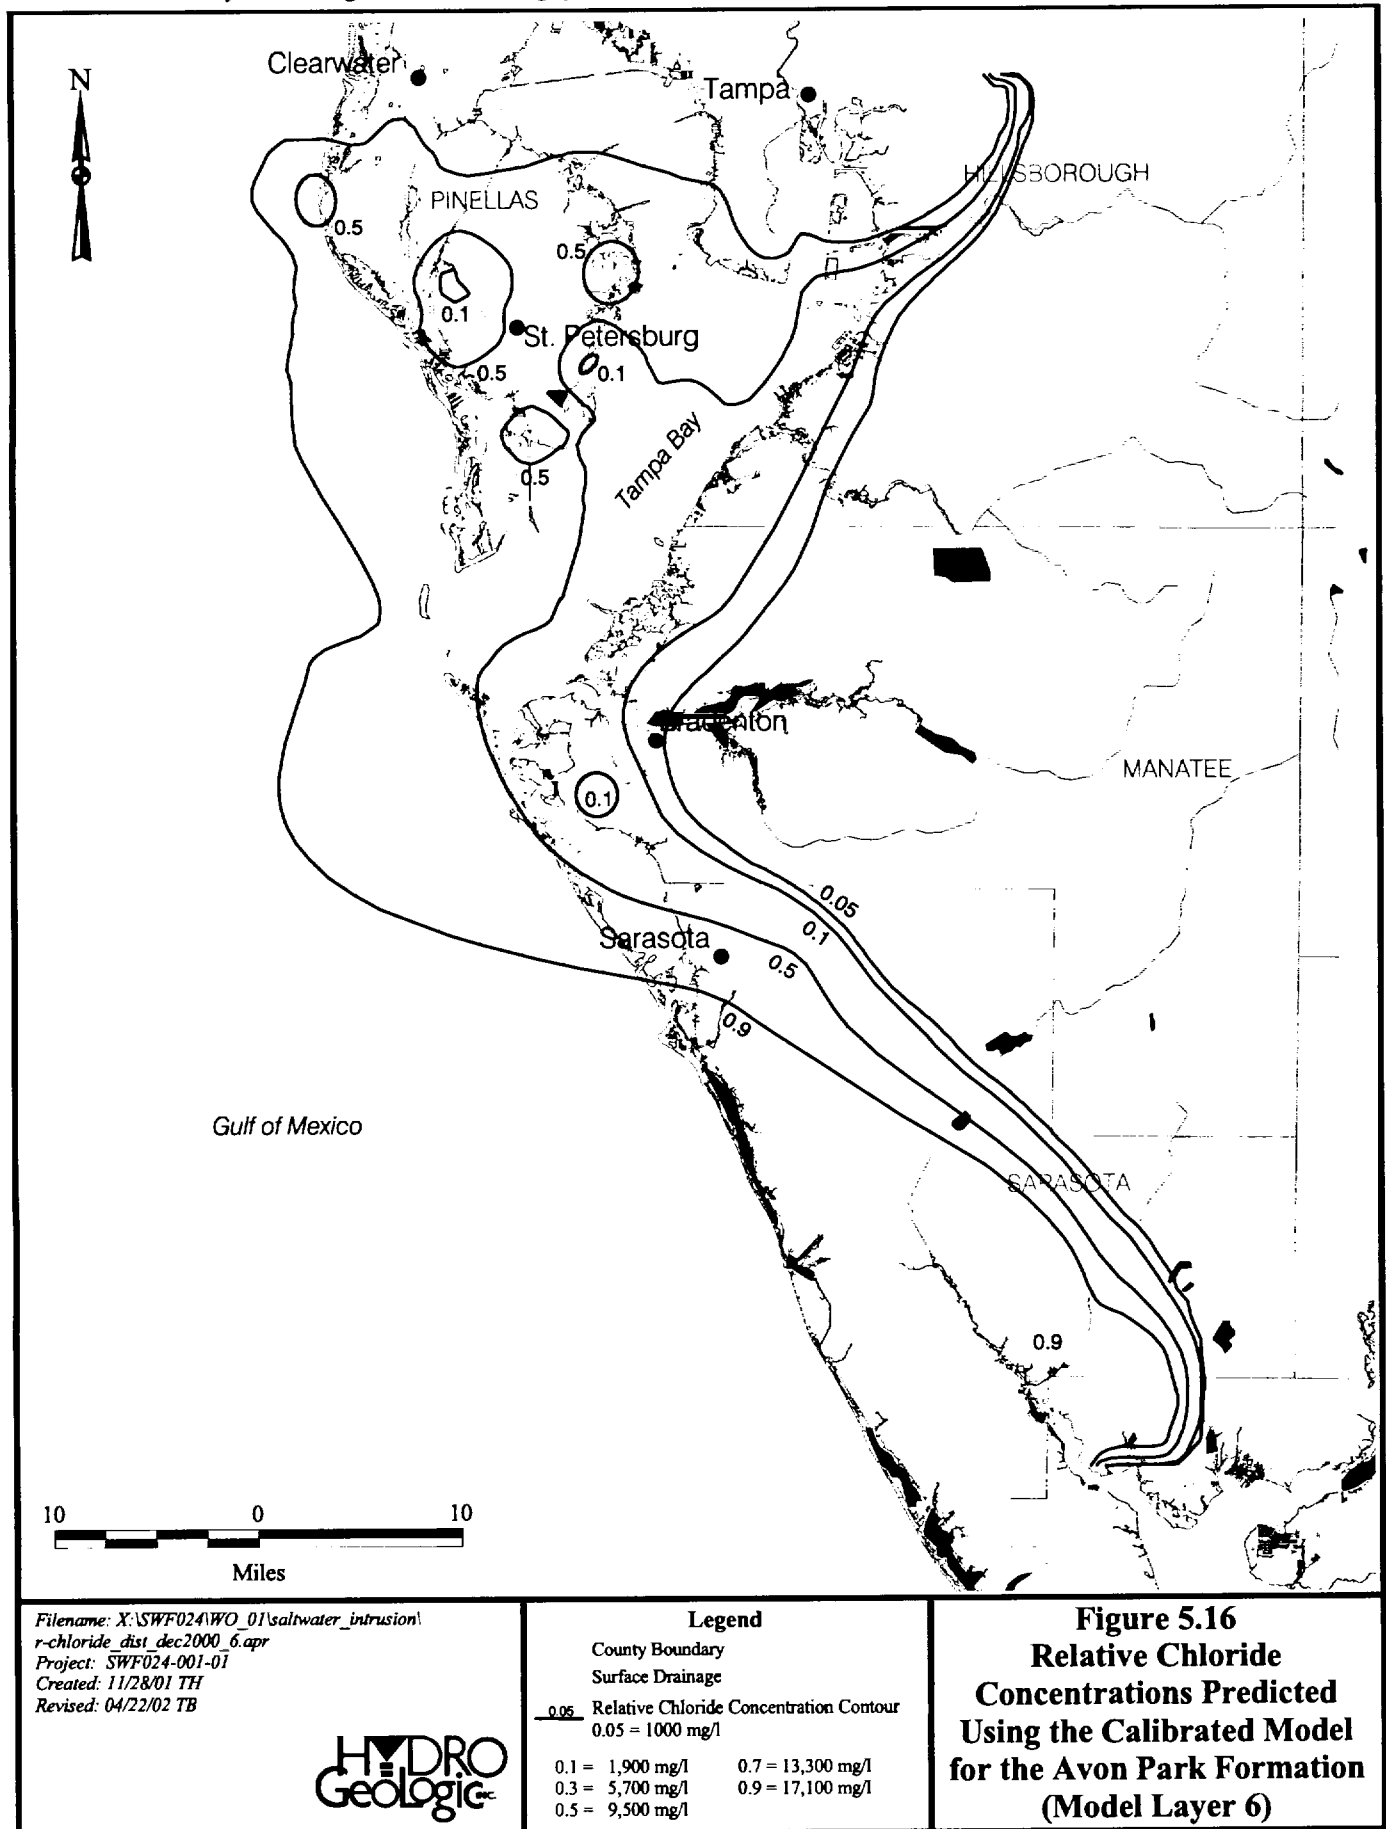 N
Clearwater
Tampa
HILLSBOROUGH
PINELLAS
0.5
0.5
0.1
St. Petersburg
0.5
0.1
0.5
Tampa Bay
Bradenton
MANATEE
0.1
0.05
0.1
Sarasota
0.5
0.9
Gulf of Mexico
SARASOTA
0.9
10 0 10
Miles
Filename: X:\SWF024\WO_01\saltwater_intrusion\
r-chloride_dist_dec2000_6.apr
Project: SWF024-001-01
Created: 11/28/01 TH
Revised: 04/22/02 TB
HYDRO
GeoLogic INC.
Legend
County Boundary
Surface Drainage
0.05 Relative Chloride Concentration Contour
0.05 = 1000 mg/l
0.1 = 1,900 mg/l 0.7 = 13,300 mg/l
0.3 = 5,700 mg/l 0.9 = 17,100 mg/l
0.5 = 9,500 mg/l
Figure 5.16
Relative Chloride
Concentrations Predicted
Using the Calibrated Model
for the Avon Park Formation
(Model Layer 6)